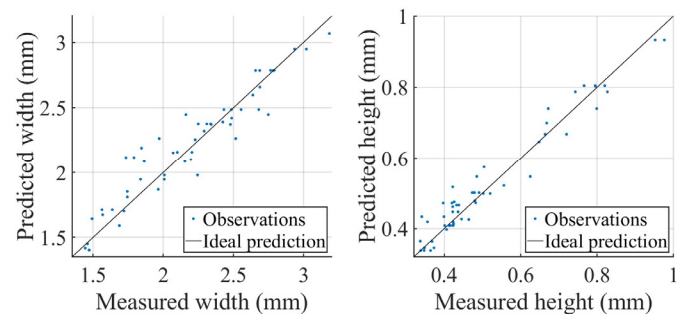 Predicted width (mm)
3
2.5
2
1.5
1.5
2
2.5
3
Measured width (mm)
Observations
Ideal prediction
Predicted height (mm)
1
0.8
0.6
0.4
0.4
0.6
0.8
1
Measured height (mm)
Observations
Ideal prediction